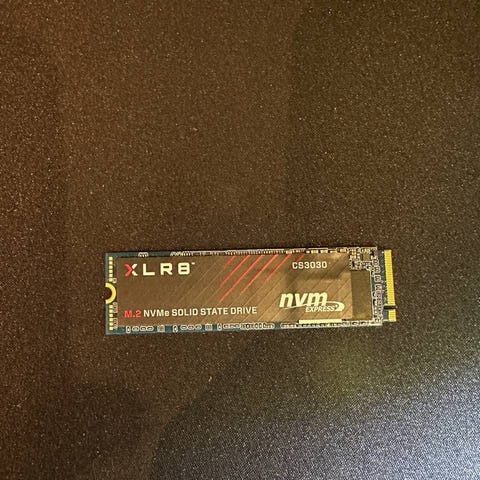 XLR8
CS3030
nvm
EXPRESS
M.2 NVMe SOLID STATE DRIVE